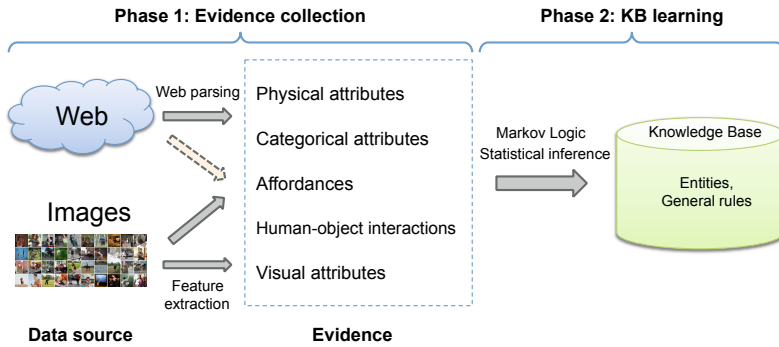 Phase 1: Evidence collection
Phase 2: KB learning
Web
Web parsing
Images
Feature
extraction
Physical attributes
Categorical attributes
Affordances
Human-object interactions
Visual attributes
Markov Logic
Statistical inference
Knowledge Base
Entities,
General rules
Data source
Evidence